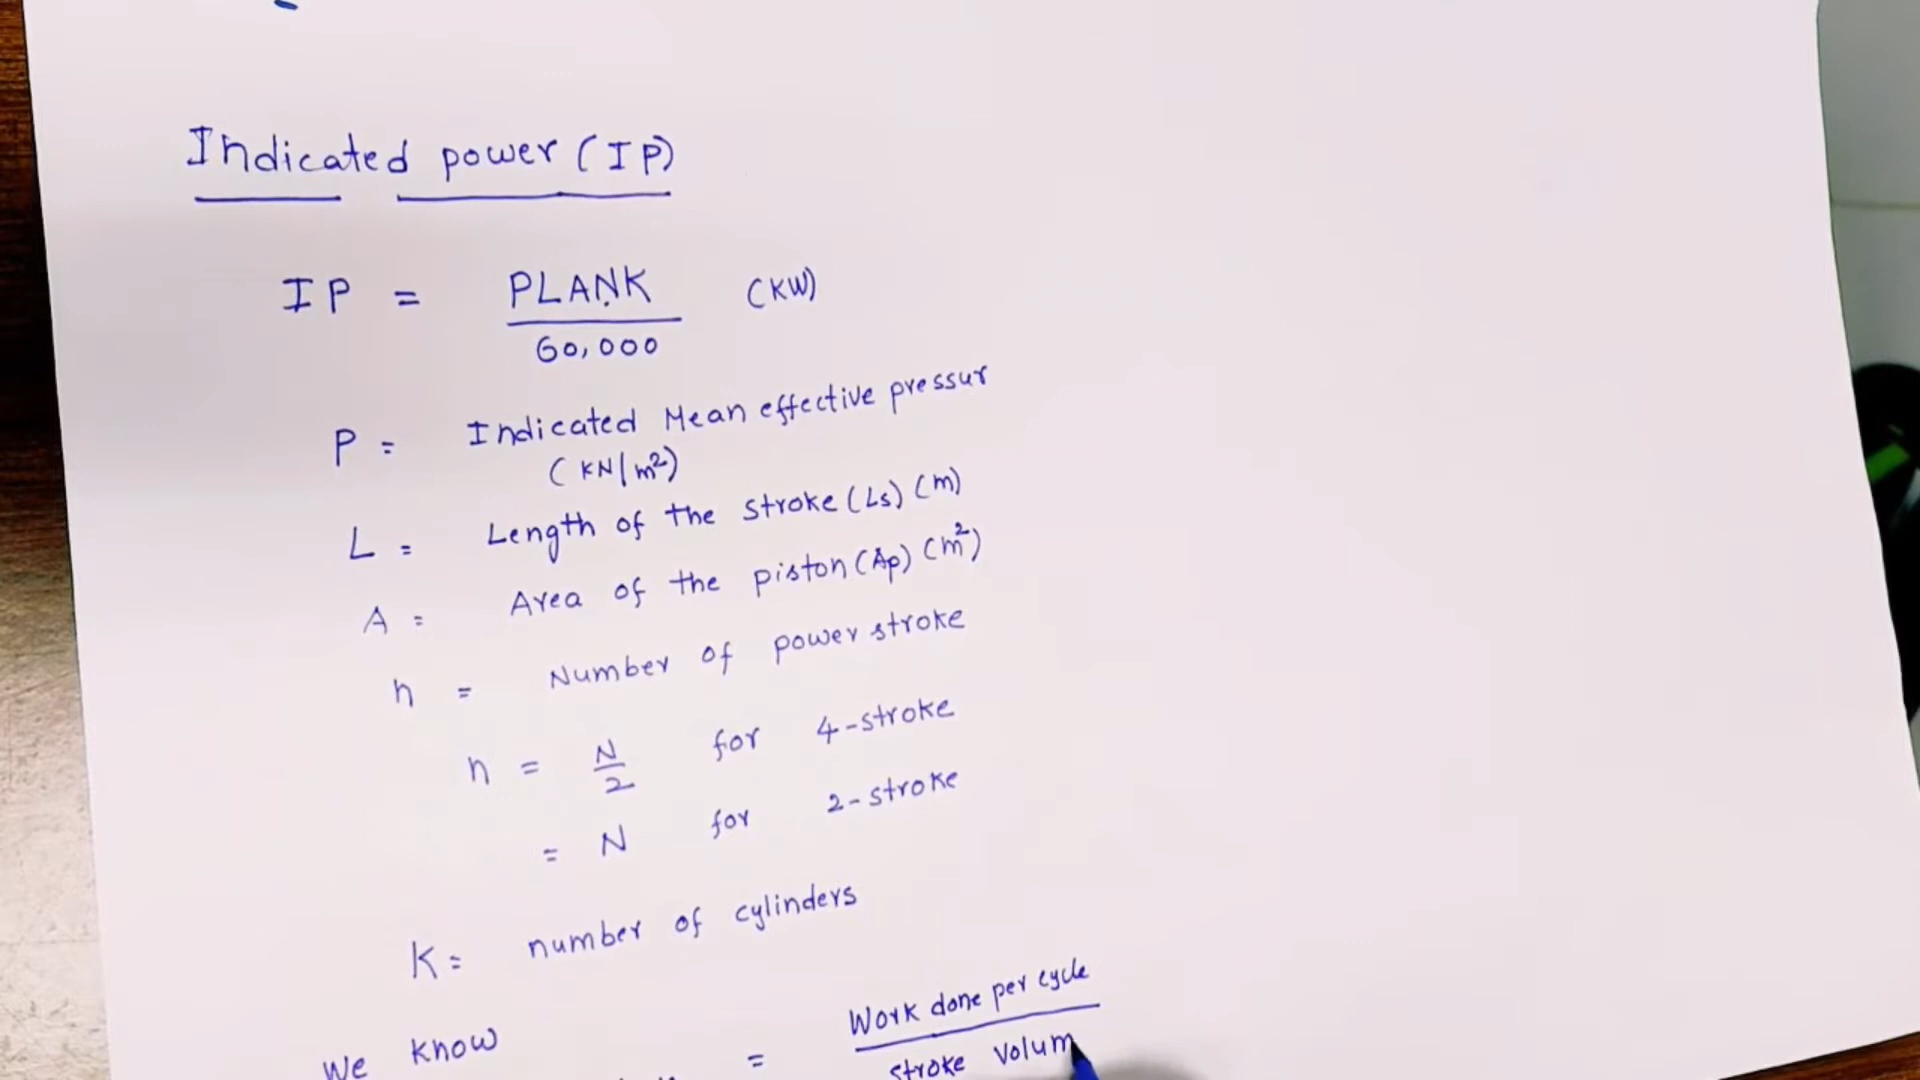 Indicated power (IP)
IP = PLANK / 60,000 (KW)
P = Indicated Mean effective pressur
(KN/m²)
L = Length of the stroke (Ls) (m)
A = Area of the piston (Ap) (m²)
n = Number of power stroke
n = N/2 for 4-stroke
= N for 2-stroke
K = number of cylinders
We know
= Work done per cycle / stroke Volum